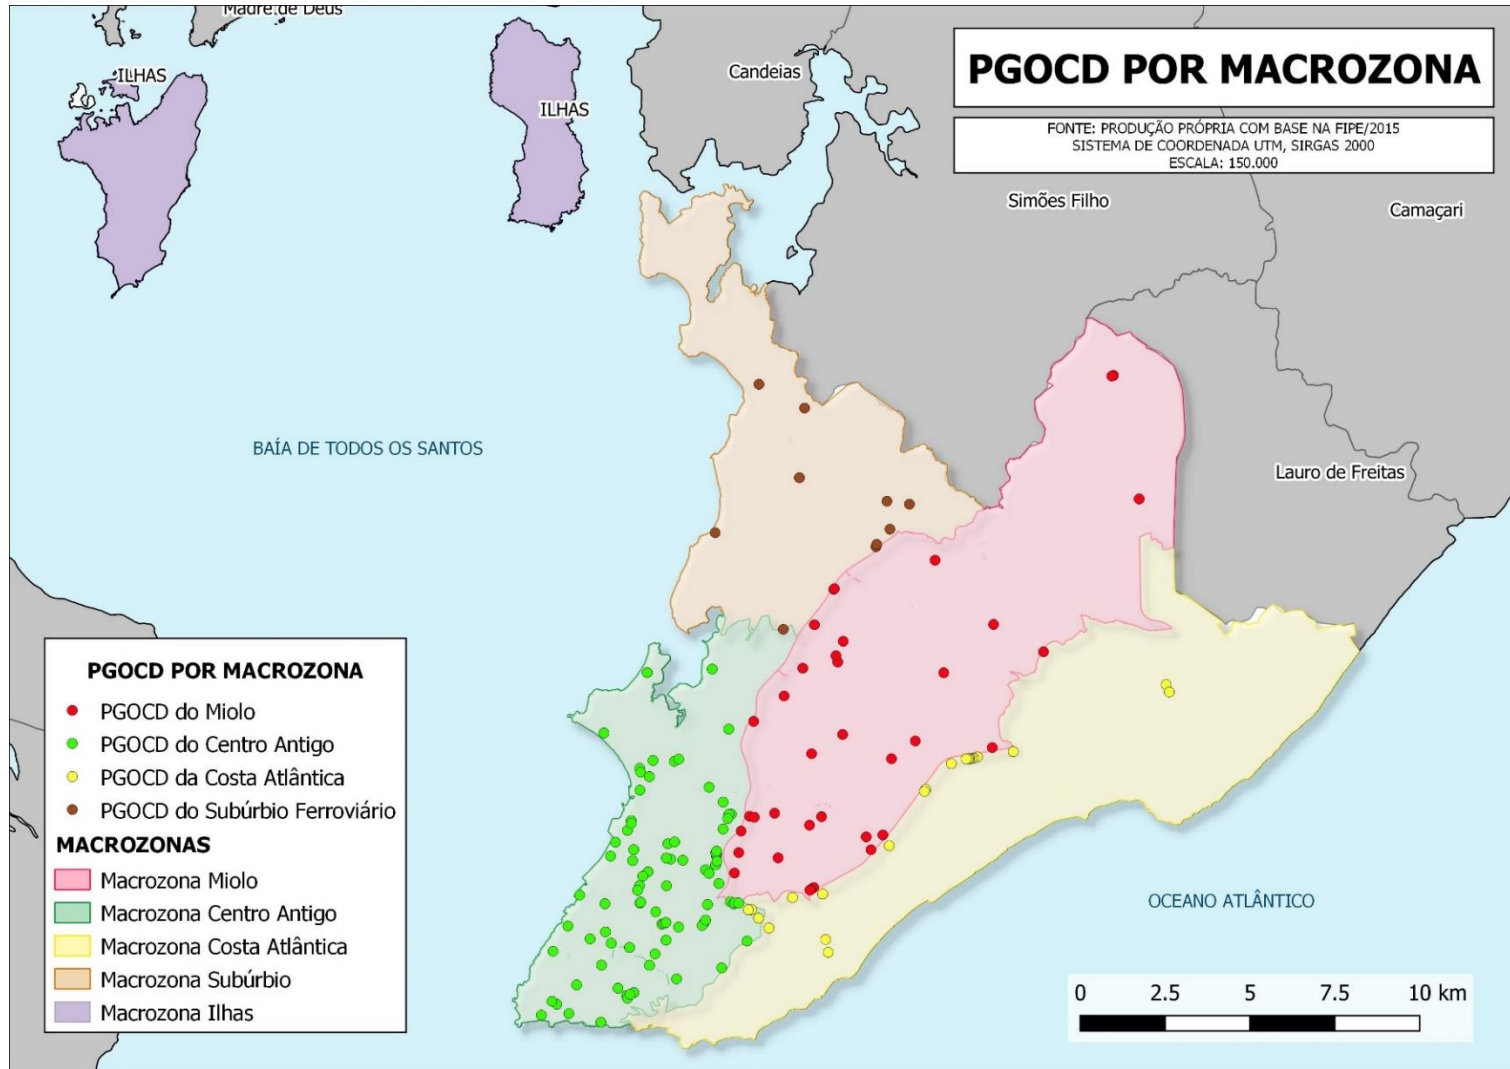 Madre de Deus
ILHAS
ILHAS
Candeias
PGOCD POR MACROZONA
FONTE: PRODUÇÃO PRÓPRIA COM BASE NA FIPE/2015
SISTEMA DE COORDENADA UTM, SIRGAS 2000
ESCALA: 150.000
Simões Filho
Camaçari
BAÍA DE TODOS OS SANTOS
Lauro de Freitas
PGOCD POR MACROZONA
PGOCD do Miolo
PGOCD do Centro Antigo
PGOCD da Costa Atlântica
PGOCD do Subúrbio Ferroviário
MACROZONAS
Macrozona Miolo
Macrozona Centro Antigo
Macrozona Costa Atlântica
Macrozona Subúrbio
Macrozona Ilhas
OCEANO ATLÂNTICO
0 2.5 5 7.5 10 km